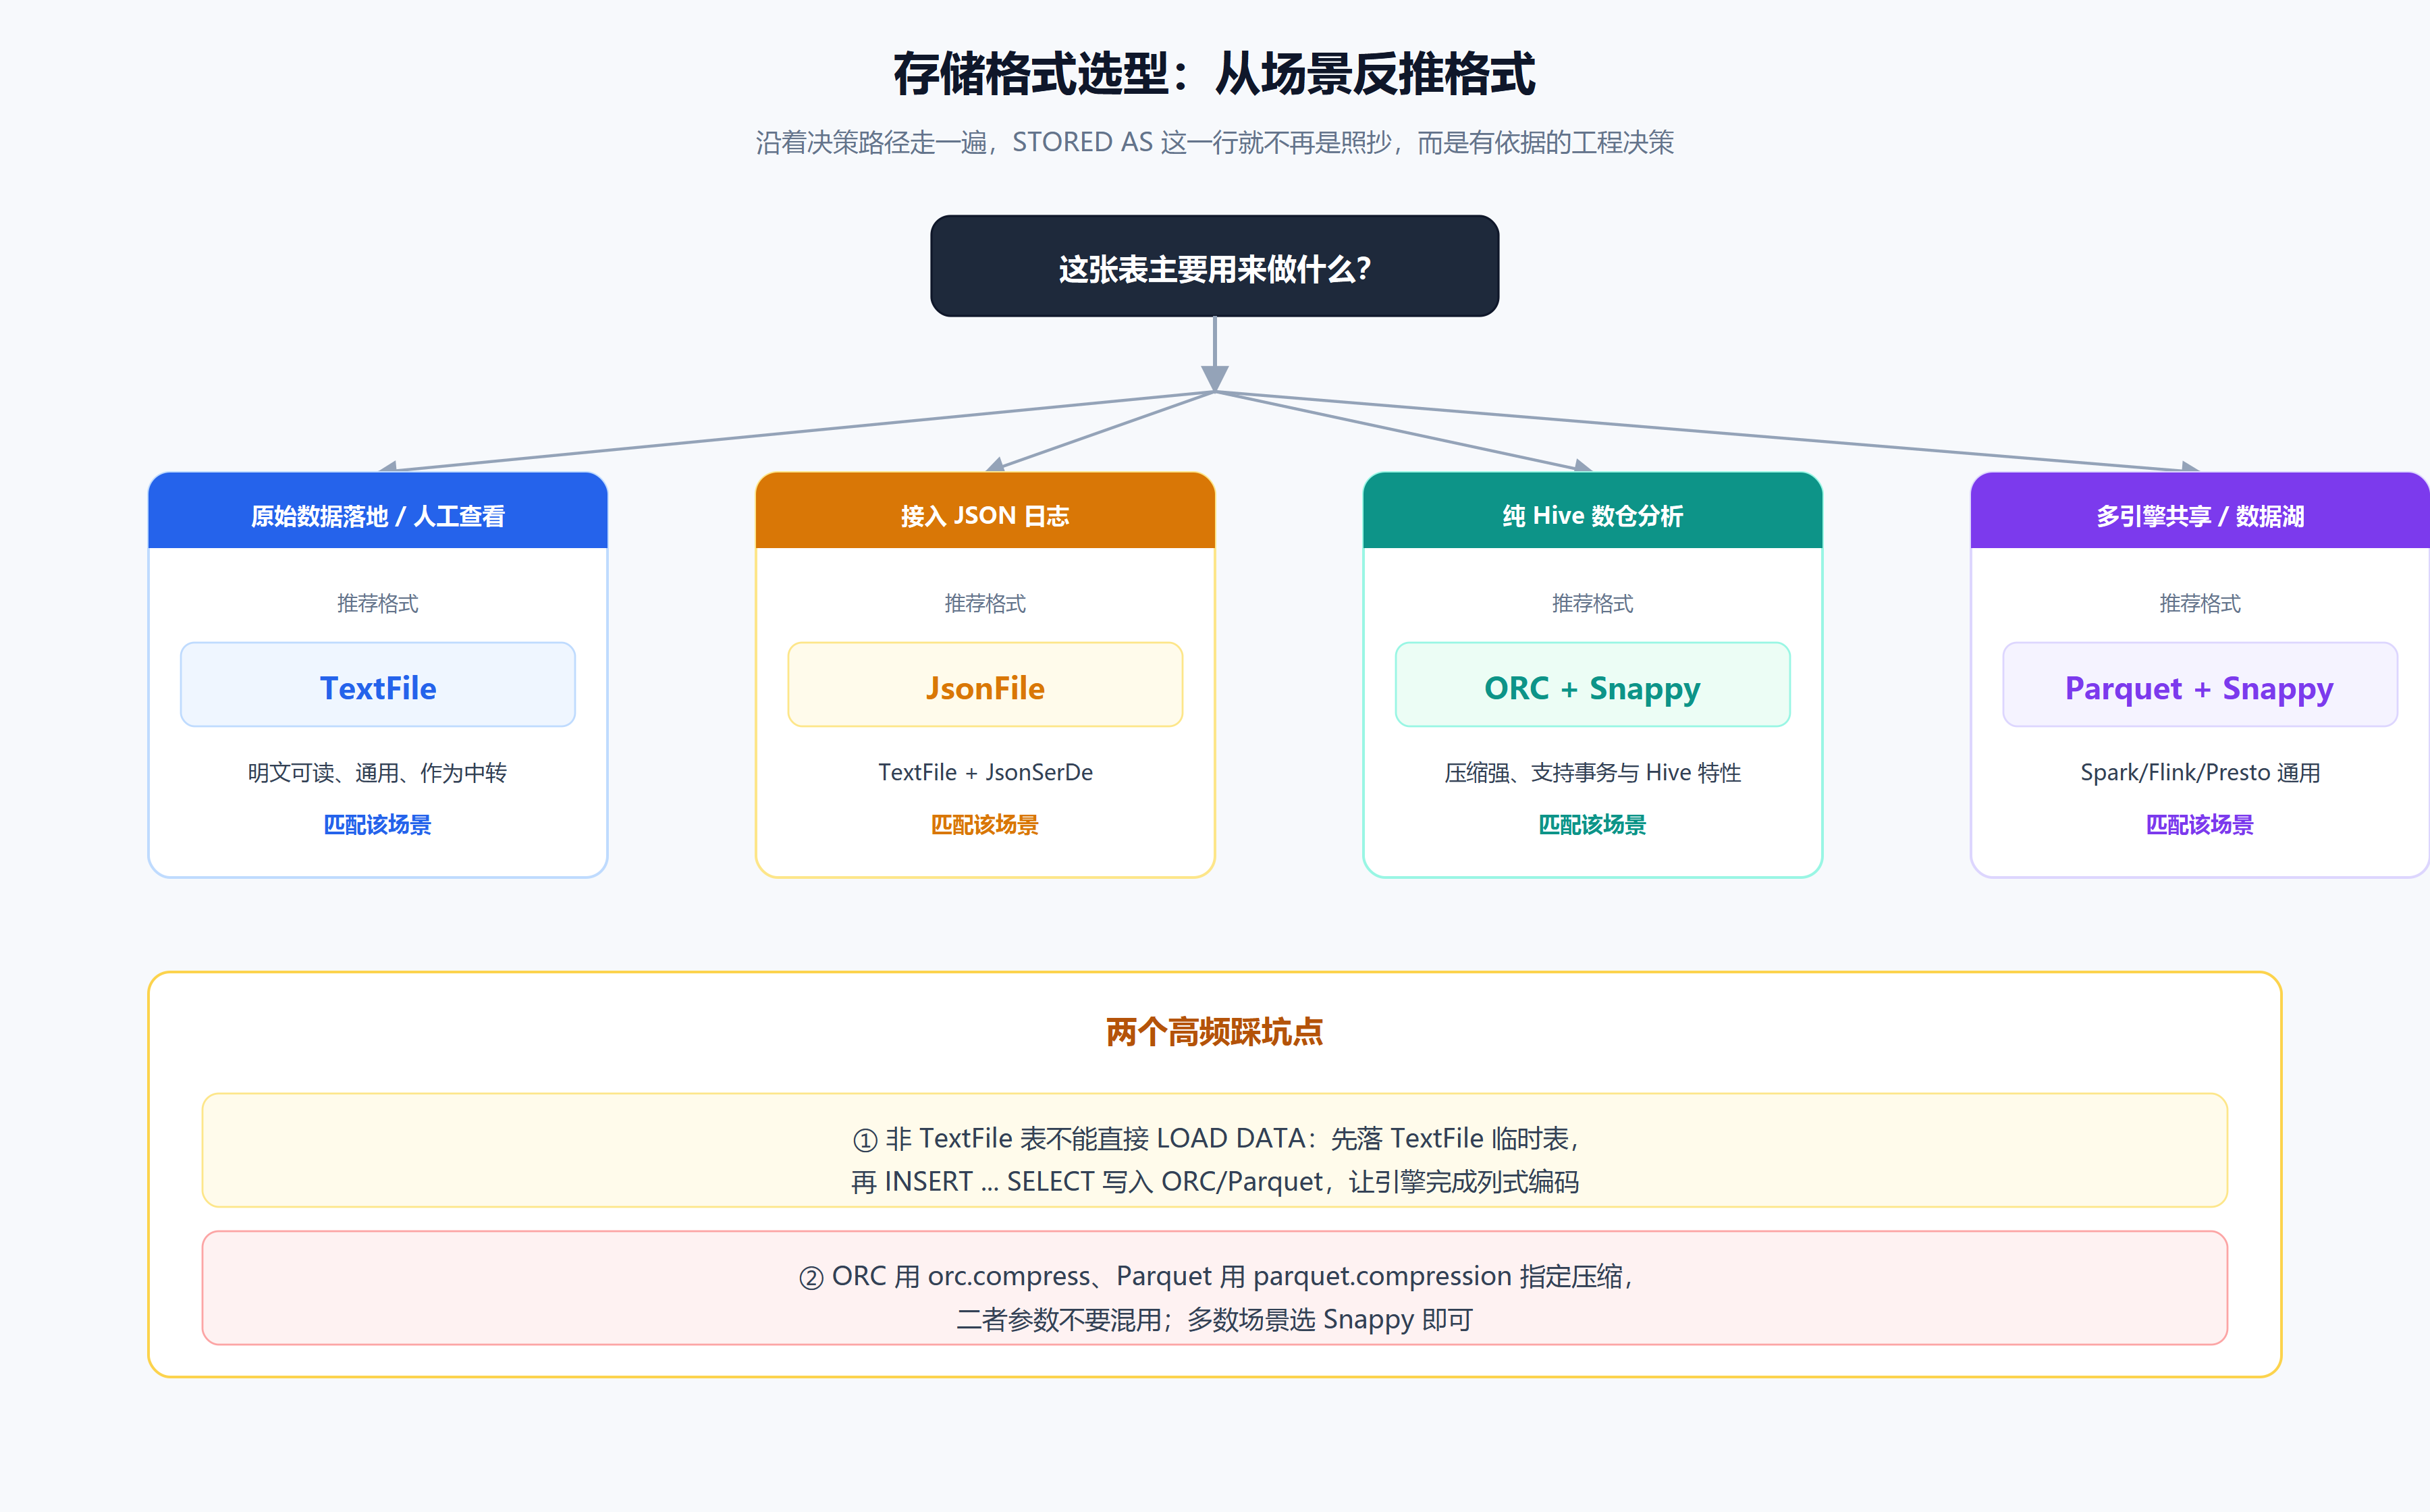 存储格式选型：从场景反推格式
沿着决策路径走一遍，STORED AS 这一行就不再是照抄，而是有依据的工程决策
这张表主要用来做什么？
原始数据落地 / 人工查看
推荐格式
TextFile
明文可读、通用、作为中转
匹配该场景
接入 JSON 日志
推荐格式
JsonFile
TextFile + JsonSerDe
匹配该场景
纯 Hive 数仓分析
推荐格式
ORC + Snappy
压缩强、支持事务与 Hive 特性
匹配该场景
多引擎共享 / 数据湖
推荐格式
Parquet + Snappy
Spark/Flink/Presto 通用
匹配该场景
两个高频踩坑点
① 非 TextFile 表不能直接 LOAD DATA：先落 TextFile 临时表，
再 INSERT ... SELECT 写入 ORC/Parquet，让引擎完成列式编码
② ORC 用 orc.compress、Parquet 用 parquet.compression 指定压缩，
二者参数不要混用；多数场景选 Snappy 即可